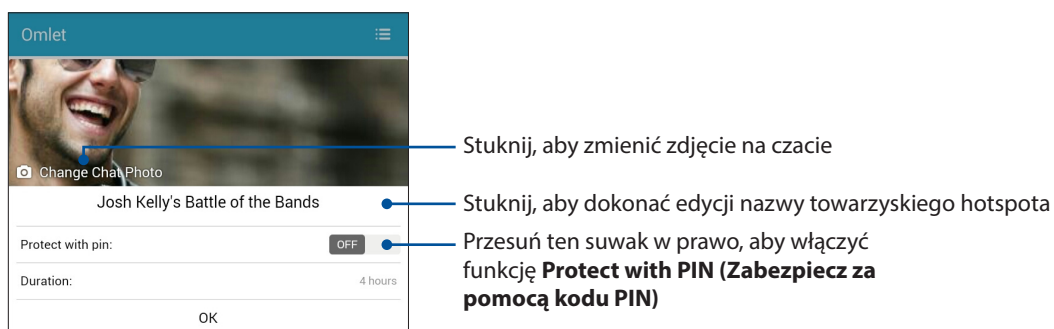 Omlet
Change Chat Photo
Stuknij, aby zmienić zdjęcie na czacie
Josh Kelly's Battle of the Bands
Stuknij, aby dokonać edycji nazwy towarzyskiego hotspota
Protect with pin:
OFF
Przesuń ten suwak w prawo, aby włączyć
funkcję Protect with PIN (Zabezpiecz za
pomocą kodu PIN)
Duration:
4 hours
OK